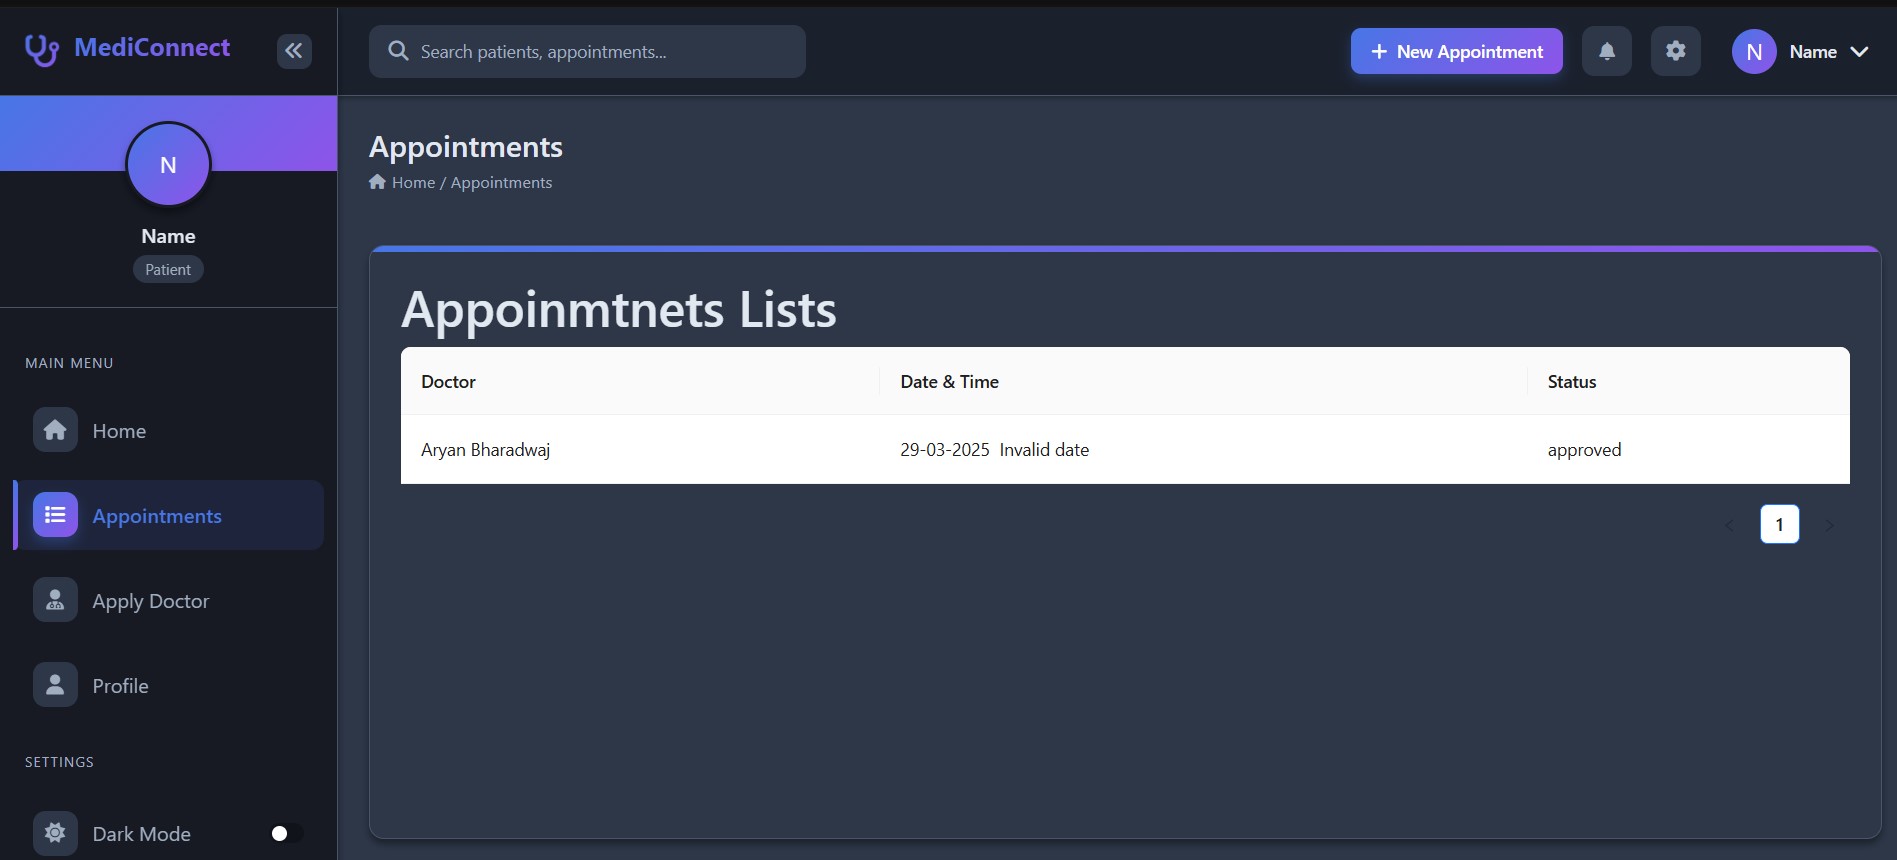 MediConnect
Search patients, appointments...
New Appointment
N
Name
N
Name
Patient
MAIN MENU
Home
Appointments
Apply Doctor
Profile
SETTINGS
Dark Mode
Appointments
Home / Appointments
Appoinmtnets Lists
Doctor Date & Time Status
Aryan Bharadwaj 29-03-2025 Invalid date approved
1